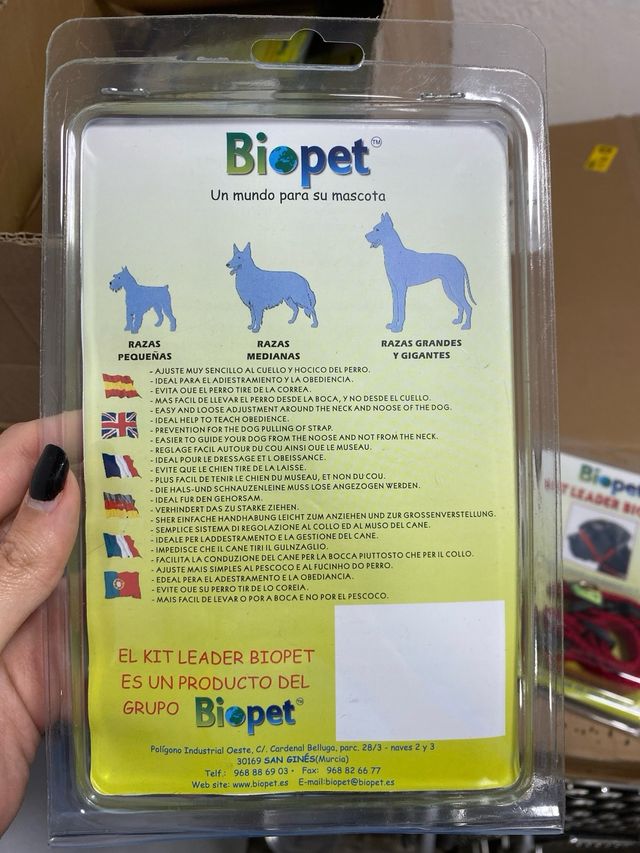 Biopet™
Un mundo para su mascota
RAZAS
PEQUEÑAS
RAZAS
MEDIANAS
RAZAS GRANDES
Y GIGANTES
- AJUSTE MUY SENCILLO AL CUELLO Y HOCICO DEL PERRO.
- IDEAL PARA EL ADIESTRAMIENTO Y LA OBEDIENCIA.
- EVITA QUE EL PERRO TIRE DE LA CORREA.
- MAS FACIL DE LLEVAR EL PERRO DESDE LA BOCA, Y NO DESDE EL CUELLO.
- EASY AND LOOSE ADJUSTMENT AROUND THE NECK AND NOOSE OF THE DOG.
- IDEAL HELP TO TEACH OBEDIENCE.
- PREVENTION FOR THE DOG PULLING OF STRAP.
- EASIER TO GUIDE YOUR DOG FROM THE NOOSE AND NOT FROM THE NECK.
- REGLAGE FACIL AUTOUR DU COU AINSI OUE LE MUSEAU.
- IDEAL POUR LE DRESSAGE ET L OBEISSANCE.
- EVITE QUE LE CHIEN TIRE DE LA LAISSE.
- PLUS FACILE DE TENIR LE CHIEN DU MUSEAU, ET NON DU COU.
- DIE HALS-UND SCHNAUZENLEINE MUSS LOSE ANGEZOGEN WERDEN.
- IDEAL FUR DEN GEHORSAM.
- VERHINDERT DAS ZU STARKE ZIEHEN.
- SHER EINFACHE HANDHABUNG LEICHT ZUM ANZIEHEN UND ZUR GROSSENVERSTELLUNG.
- SEMPLICE SISTEMA DI REGOLAZIONE AL COLLO ED AL MUSO DEL CANE.
- IDEALE PER LADDESTRAMENTO E LA GESTIONE DEL CANE.
- IMPEDISCE CHE IL CANE TIRI IL GULNZAGLIO.
- FACILITA LA CONDUZIONE DEL CANE PER LA BOCCA PIUTTOSTO CHE PER IL COLLO.
- AJUSTE MAIS SIMPLES AL PESCOCO E AL FUCINHO DO PERRO.
- EDEAL PERA EL ADESTRAMENTO E LA OBEDIANCIA.
- EVITE OUE SU PERRO TIR DE LO COREIA.
- MAIS FACIL DE LEVAR O POR A BOCA E NO POR EL PESCOCO.
EL KIT LEADER BIOPET
ES UN PRODUCTO DEL
GRUPO Biopet™
Polígono Industrial Oeste, C/. Cardenal Belluga, parc. 28/3 - naves 2 y 3
30169 SAN GINÉS(Murcia)
Telf: 968 88 69 03 • Fax: 968 82 66 77
Web site: www.biopet.es E-mail:biopet@biopet.es
Biopet
LEADER